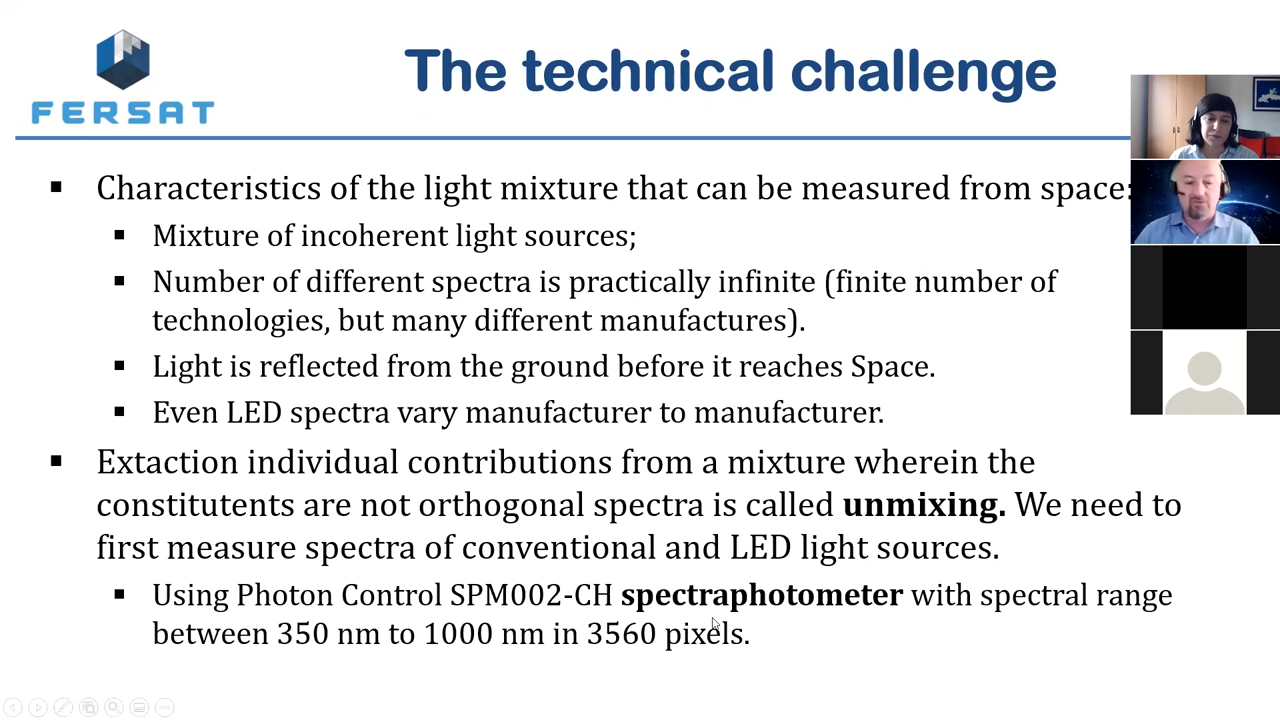 The technical challenge
FERSAT
Characteristics of the light mixture that can be measured from space:
Mixture of incoherent light sources;
Number of different spectra is practically infinite (finite number of
technologies, but many different manufactures).
Light is reflected from the ground before it reaches Space.
Even LED spectra vary manufacturer to manufacturer.
Extaction individual contributions from a mixture wherein the
constitutents are not orthogonal spectra is called unmixing. We need to
first measure spectra of conventional and LED light sources.
Using Photon Control SPM002-CH spectraphotometer with spectral range
between 350 nm to 1000 nm in 3560 pixels.